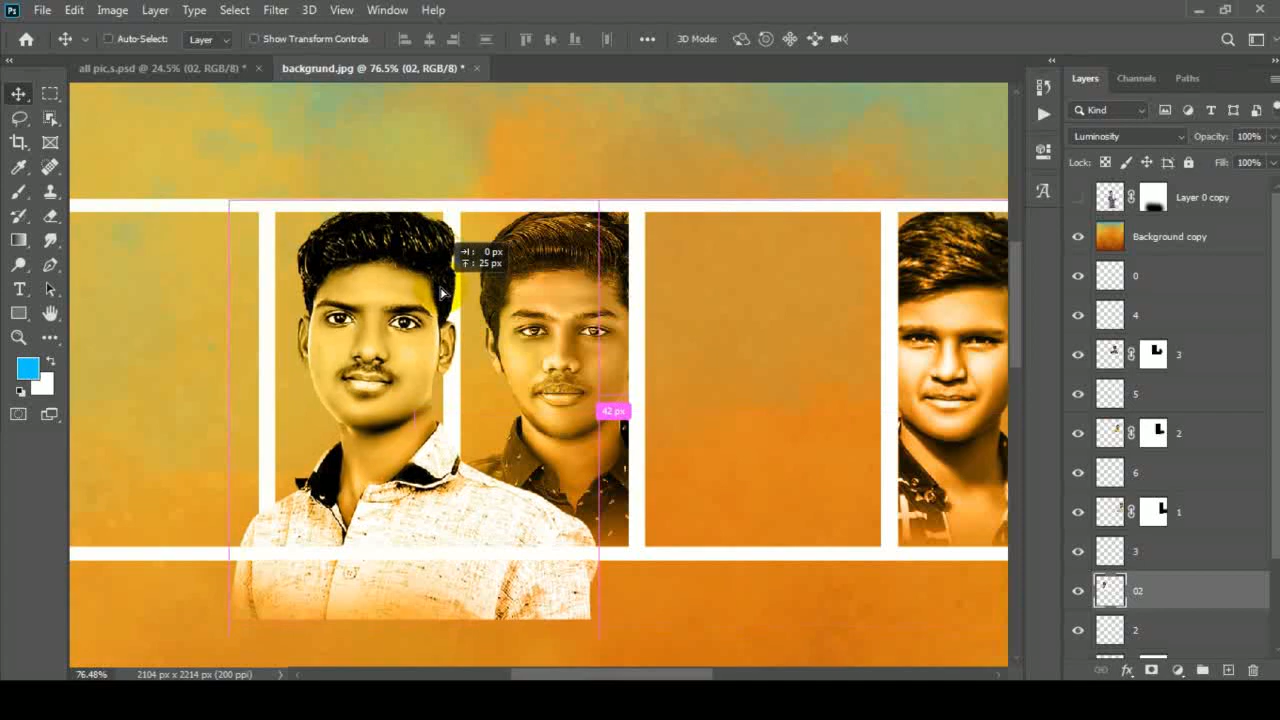 Ps File Edit Image Layer Type Select Filter 3D View Window Help
Auto-Select: Layer Show Transform Controls 3D Mode:
all pic,s.psd @ 24.5% (02, RGB/8) * × backgrund.jpg @ 76.5% (02, RGB/8) * ×
Layers Channels Paths
Kind
Luminosity Opacity: 100%
Lock: Fill: 100%
Layer 0 copy
Background copy
0
4
3
5
2
6
1
3
02
2
0 px
25 px
42 px
76.48% 2104 px x 2214 px (200 ppi)